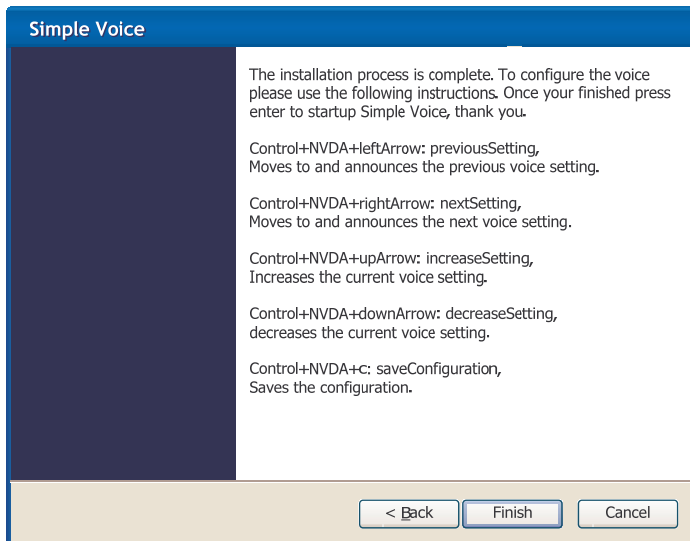 Simple Voice
The installation process is complete. To configure the voice
please use the following instructions. Once your finished press
enter to startup Simple Voice, thank you.
Control+NVDA+leftArrow: previousSetting,
Moves to and announces the previous voice setting.
Control+NVDA+rightArrow: nextSetting,
Moves to and announces the next voice setting.
Control+NVDA+upArrow: increaseSetting,
Increases the current voice setting.
Control+NVDA+downArrow: decreaseSetting,
decreases the current voice setting.
Control+NVDA+c: saveConfiguration,
Saves the configuration.
< Back
Finish
Cancel